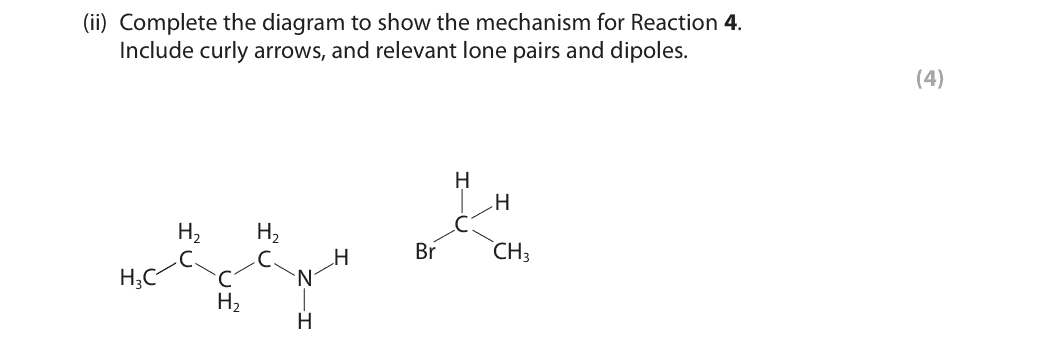 (ii) Complete the diagram to show the mechanism for Reaction 4.
Include curly arrows, and relevant lone pairs and dipoles.
(4)
H
H
C
H₂ H₂
Br CH₃
C C H
H₃C C N
H₂
H